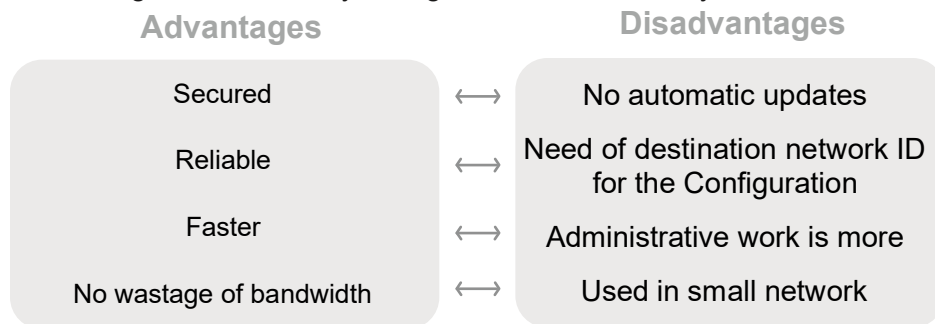 Advantages
Disadvantages
Secured
No automatic updates
Reliable
Need of destination network ID
for the Configuration
Faster
Administrative work is more
No wastage of bandwidth
Used in small network